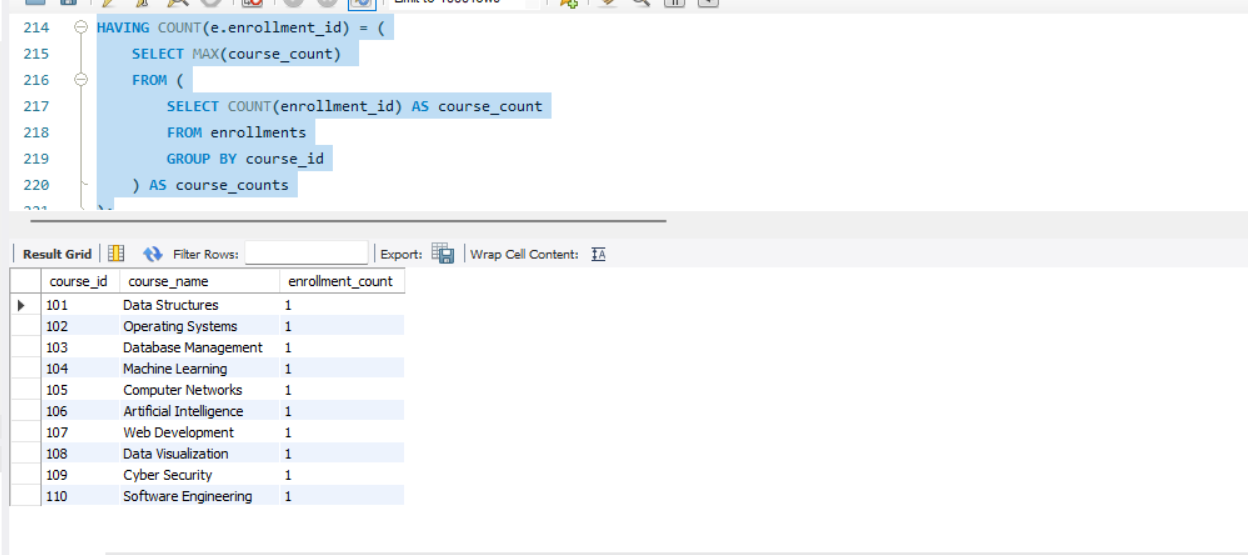 214 HAVING COUNT(e.enrollment_id) = (
215 SELECT MAX(course_count)
216 FROM (
217 SELECT COUNT(enrollment_id) AS course_count
218 FROM enrollments
219 GROUP BY course_id
220 ) AS course_counts
Result Grid Filter Rows: Export: Wrap Cell Content: IA
course_id course_name enrollment_count
101 Data Structures 1
102 Operating Systems 1
103 Database Management 1
104 Machine Learning 1
105 Computer Networks 1
106 Artificial Intelligence 1
107 Web Development 1
108 Data Visualization 1
109 Cyber Security 1
110 Software Engineering 1